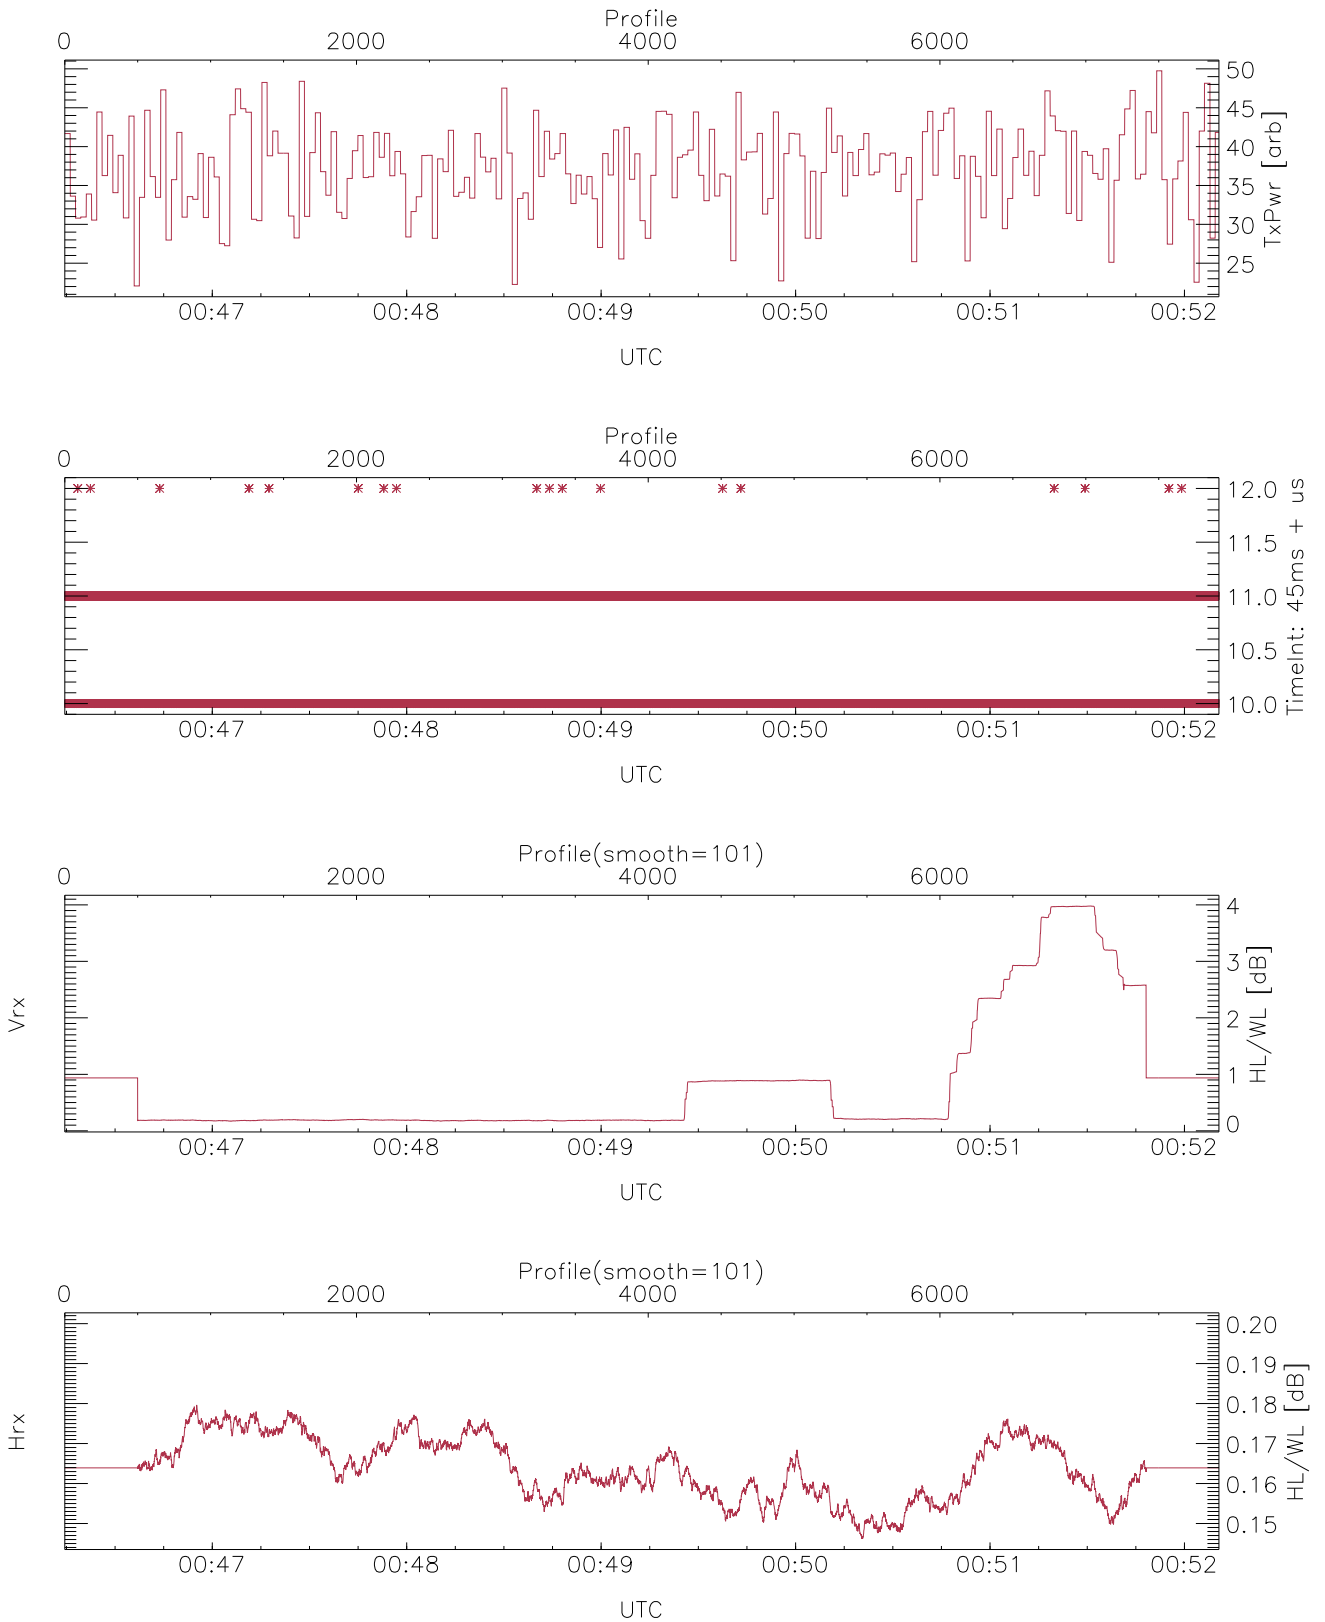 Profile
0 2000 4000 6000
50
45
40
35
30
25
TxPwr [arb]
00:47 00:48 00:49 00:50 00:51 00:52
UTC
Profile
0 2000 4000 6000
12.0
11.5
11.0
10.5
10.0
TimeInt: 45ms + us
00:47 00:48 00:49 00:50 00:51 00:52
UTC
Profile(smooth=101)
0 2000 4000 6000
Vrx
4
3
2
1
0
HL/WL [dB]
00:47 00:48 00:49 00:50 00:51 00:52
UTC
Profile(smooth=101)
0 2000 4000 6000
Hrx
0.20
0.19
0.18
0.17
0.16
0.15
HL/WL [dB]
00:47 00:48 00:49 00:50 00:51 00:52
UTC